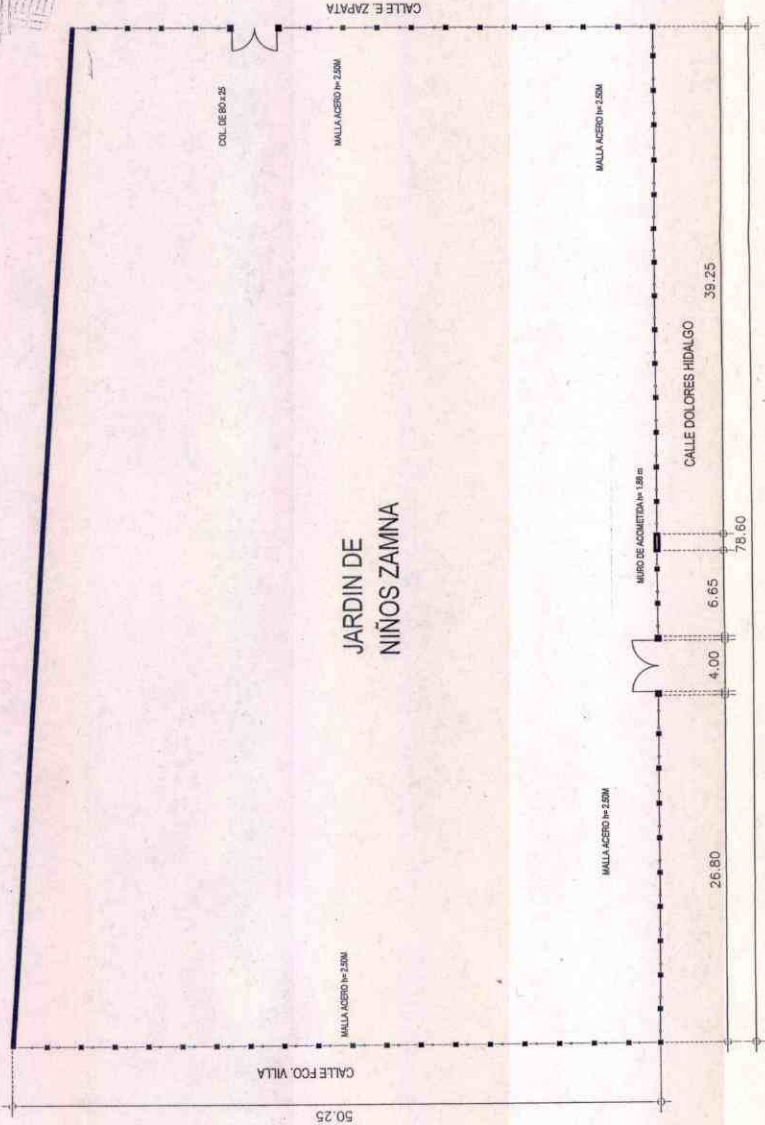 CALLE E. ZAPATA
COL. DE 80 x 25
MALLA ACERO h= 2.50M
MALLA ACERO h= 2.50M
JARDIN DE
NIÑOS ZAMNA
MURO DE ACOMETIDA h= 1.88 m
CALLE DOLORES HIDALGO
MALLA ACERO h= 2.50M
MALLA ACERO h= 2.50M
CALLE FCO. VILLA
50.25
26.80
4.00
6.65
39.25
78.60